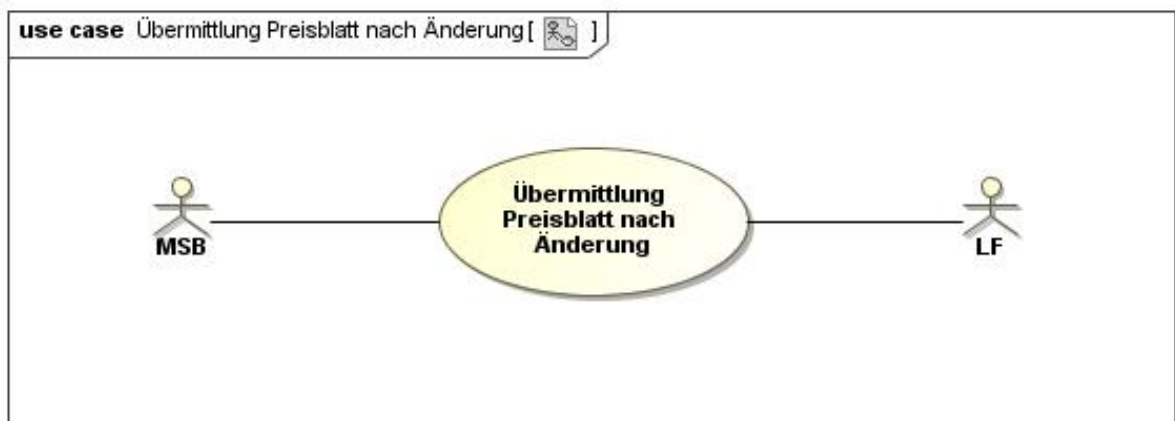 use case Übermittlung Preisblatt nach Änderung [ ]
Übermittlung
Preisblatt nach
Änderung
MSB
LF